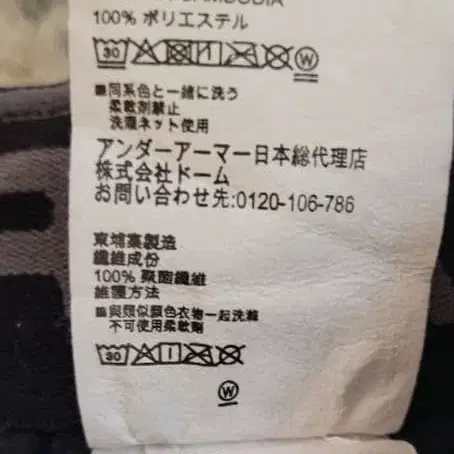 CAMBODIA
100% ポリエステル
30 W
■同系色と一緒に洗う
柔軟剤禁止
洗濯ネット使用
アンダーアーマー日本総代理店
株式会社ドーム
お問い合わせ先:0120-106-786
柬埔寨製造
纖維成份
100% 聚酯纖維
維護方法
■與類似顏色衣物一起洗滌
不可使用柔軟劑
30
W